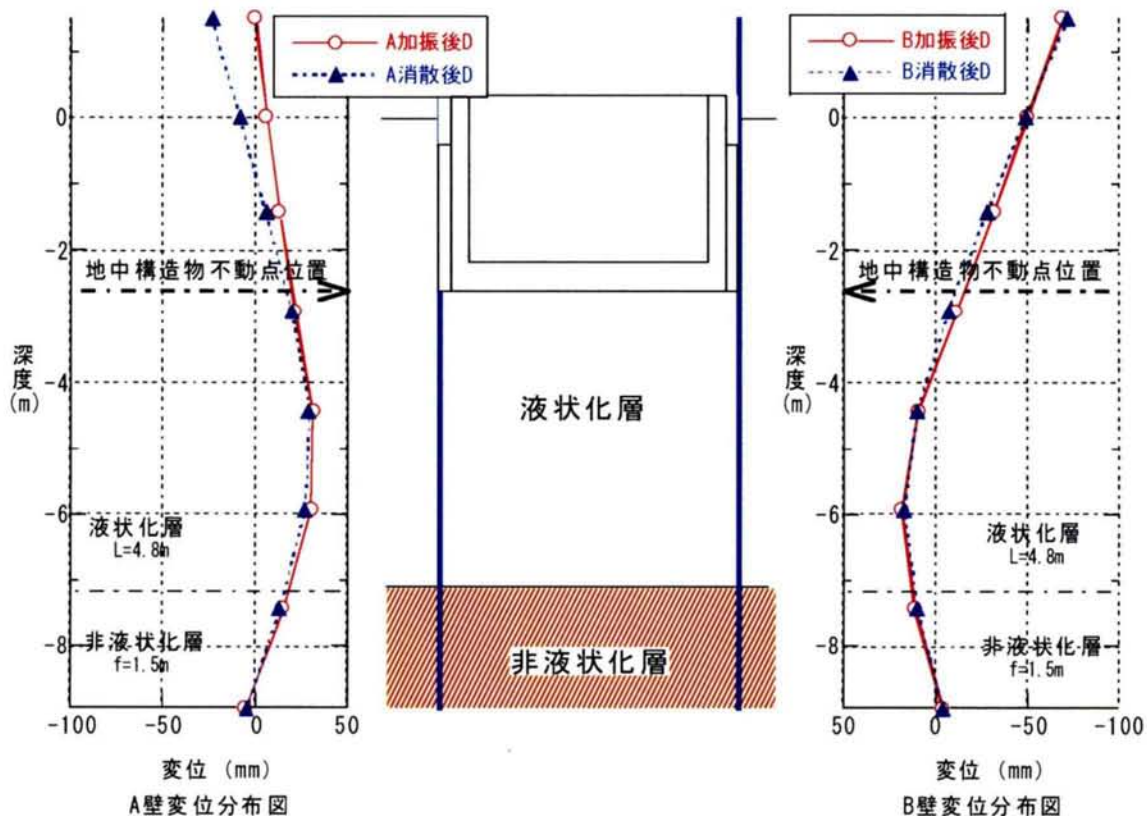 A加振後D
A消散後D
B加振後D
B消散後D
0
-2
-4
-6
-8
地中構造物不動点位置
深度
(m)
液状化層
L=4.8m
非液状化層
f=1.5m
-100
-50
0
50
変位 (mm)
A壁変位分布図
液状化層
非液状化層
0
-2
-4
-6
-8
地中構造物不動点位置
深度
(m)
液状化層
L=4.8m
非液状化層
f=1.5m
50
0
-50
-100
変位 (mm)
B壁変位分布図